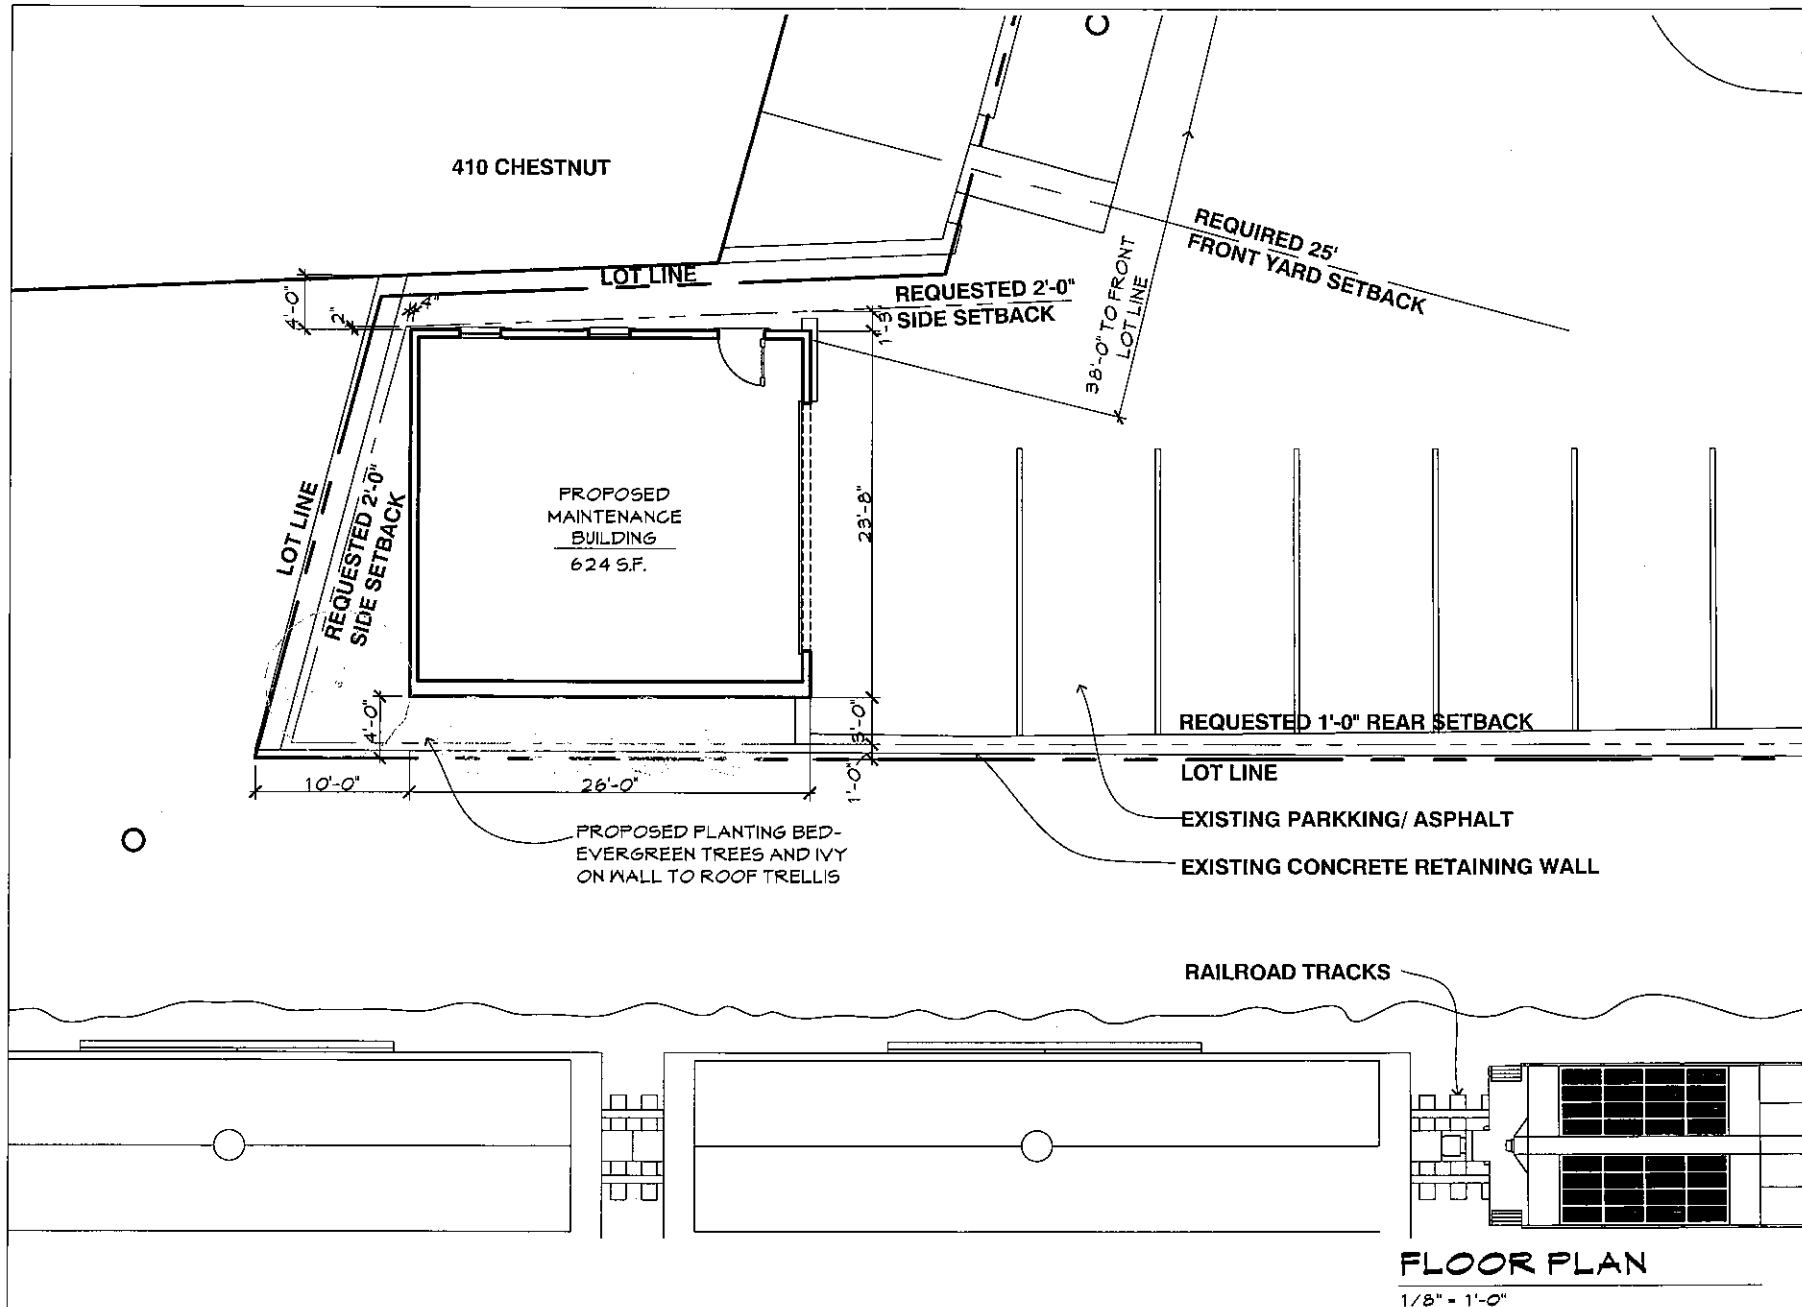 410 CHESTNUT
LOT LINE
REQUESTED 2'-0"
SIDE SETBACK
REQUIRED 25'
FRONT YARD SETBACK
38'-0" TO FRONT
LOT LINE
4'-0"
2"
4"
1'-3"
LOT LINE
REQUESTED 2'-0"
SIDE SETBACK
PROPOSED
MAINTENANCE
BUILDING
624 S.F.
23'-8"
4'-0"
3'-0"
1'-0"
REQUESTED 1'-0" REAR SETBACK
LOT LINE
10'-0"
26'-0"
EXISTING PARKKING/ ASPHALT
EXISTING CONCRETE RETAINING WALL
PROPOSED PLANTING BED-
EVERGREEN TREES AND IVY
ON WALL TO ROOF TRELLIS
RAILROAD TRACKS
FLOOR PLAN
1/8" = 1'-0"